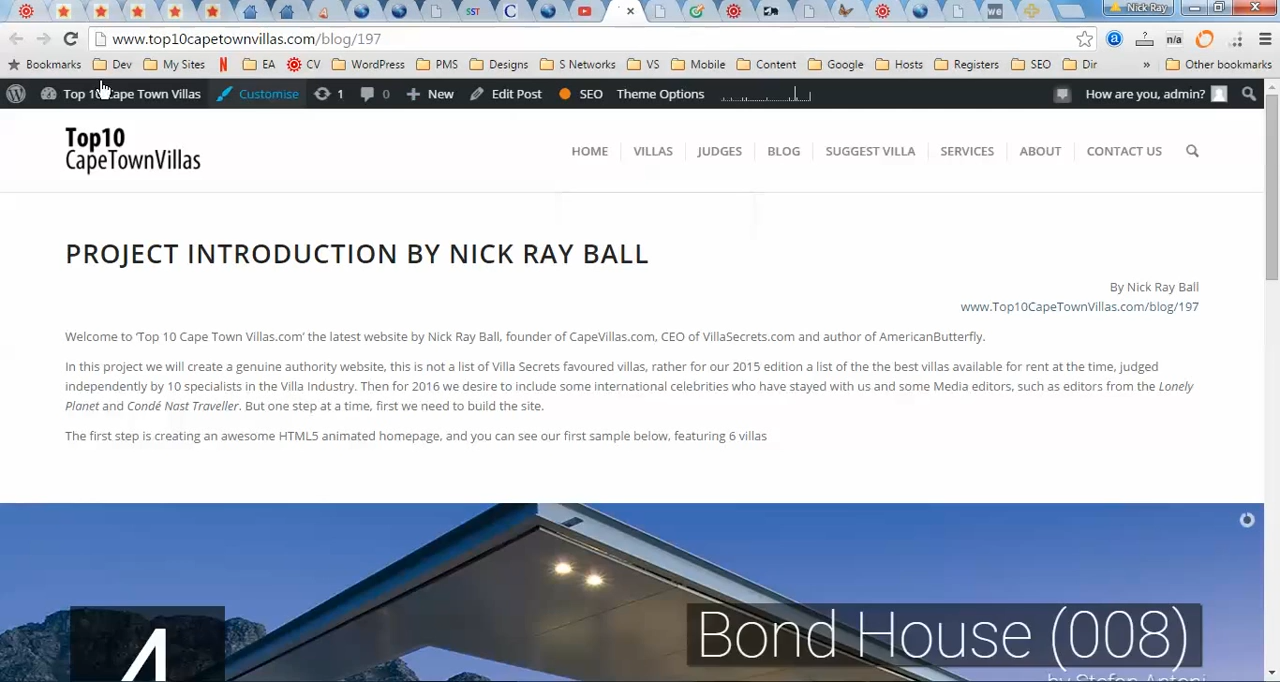 Nick Ray
www.top10capetownvillas.com/blog/197
Bookmarks Dev My Sites EA CV WordPress PMS Designs S Networks VS Mobile Content Google Hosts Registers SEO Dir » Other bookmarks
Top 10 Cape Town Villas Customise 1 0 New Edit Post SEO Theme Options How are you, admin?
Top10
CapeTownVillas
HOME VILLAS JUDGES BLOG SUGGEST VILLA SERVICES ABOUT CONTACT US
PROJECT INTRODUCTION BY NICK RAY BALL
By Nick Ray Ball
www.Top10CapeTownVillas.com/blog/197
Welcome to ‘Top 10 Cape Town Villas.com’ the latest website by Nick Ray Ball, founder of CapeVillas.com, CEO of VillaSecrets.com and author of AmericanButterfly.
In this project we will create a genuine authority website, this is not a list of Villa Secrets favoured villas, rather for our 2015 edition a list of the the best villas available for rent at the time, judged
independently by 10 specialists in the Villa Industry. Then for 2016 we desire to include some international celebrities who have stayed with us and some Media editors, such as editors from the Lonely
Planet and Condé Nast Traveller. But one step at a time, first we need to build the site.
The first step is creating an awesome HTML5 animated homepage, and you can see our first sample below, featuring 6 villas
4
Bond House (008)
by Stefan Antoni